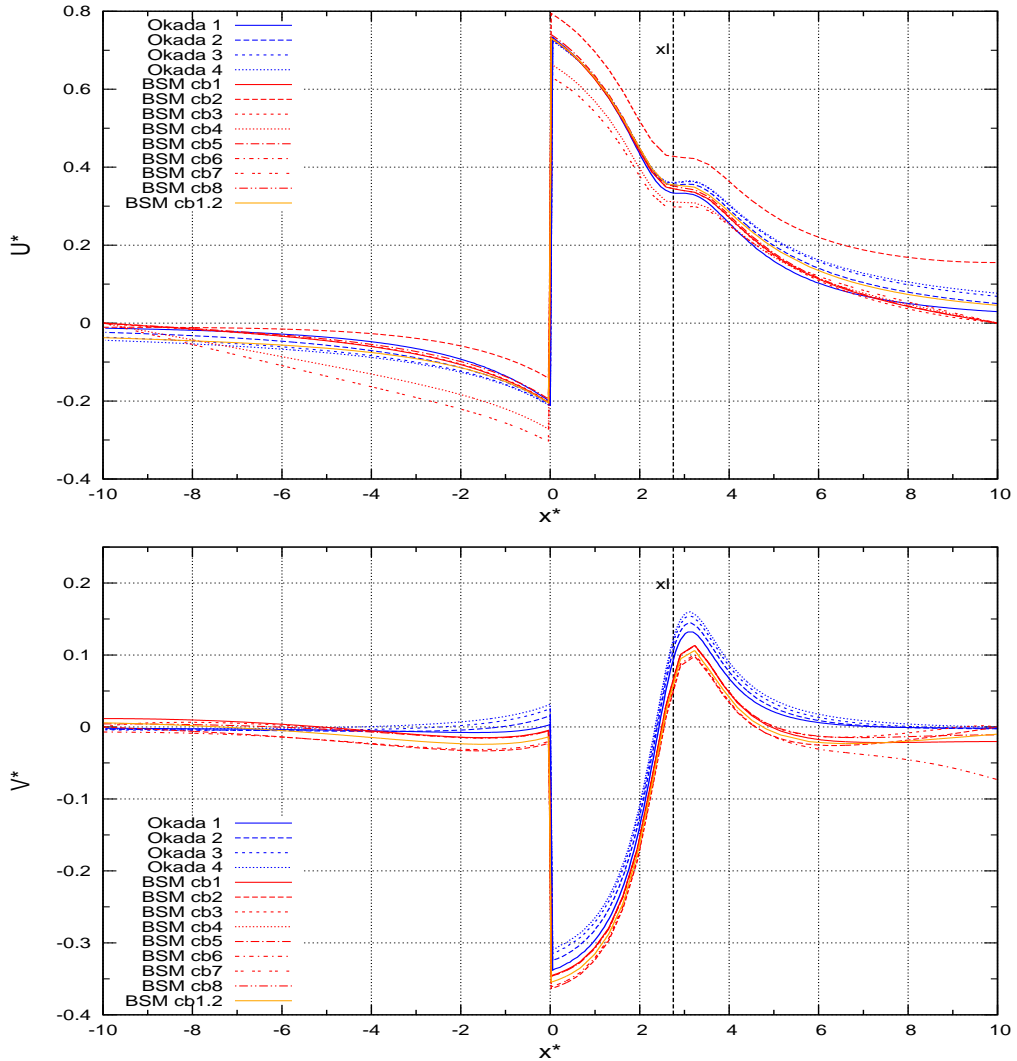 0.8
0.6
0.4
0.2
0
-0.2
-0.4
U*
Okada 1
Okada 2
Okada 3
Okada 4
BSM cb1
BSM cb2
BSM cb3
BSM cb4
BSM cb5
BSM cb6
BSM cb7
BSM cb8
BSM cb1.2
xl
-10 -8 -6 -4 -2 0 2 4 6 8 10
x*
0.2
0.1
0
-0.1
-0.2
-0.3
-0.4
V*
xl
Okada 1
Okada 2
Okada 3
Okada 4
BSM cb1
BSM cb2
BSM cb3
BSM cb4
BSM cb5
BSM cb6
BSM cb7
BSM cb8
BSM cb1.2
-10 -8 -6 -4 -2 0 2 4 6 8 10
x*